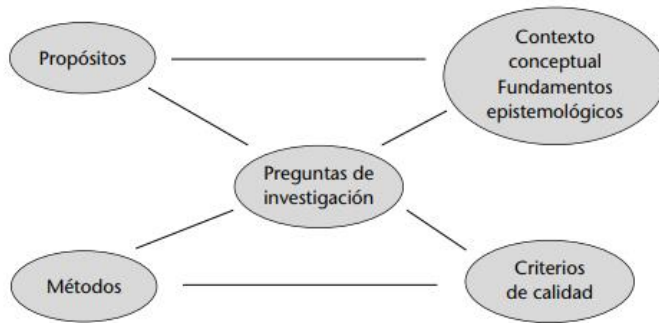 Propósitos
Contexto
conceptual
Fundamentos
epistemológicos
Preguntas de
investigación
Métodos
Criterios
de calidad